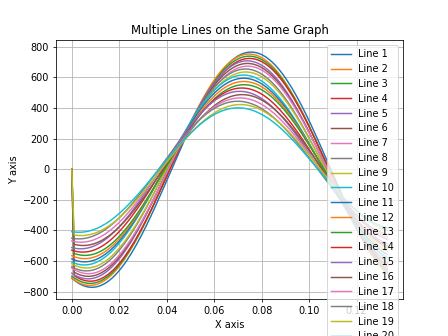 Multiple Lines on the Same Graph
800
600
400
200
0
−200
−400
−600
−800
Y axis
0.00
0.02
0.04
0.06
0.08
0.10
X axis
Line 1
Line 2
Line 3
Line 4
Line 5
Line 6
Line 7
Line 8
Line 9
Line 10
Line 11
Line 12
Line 13
Line 14
Line 15
Line 16
Line 17
Line 18
Line 19
Line 20